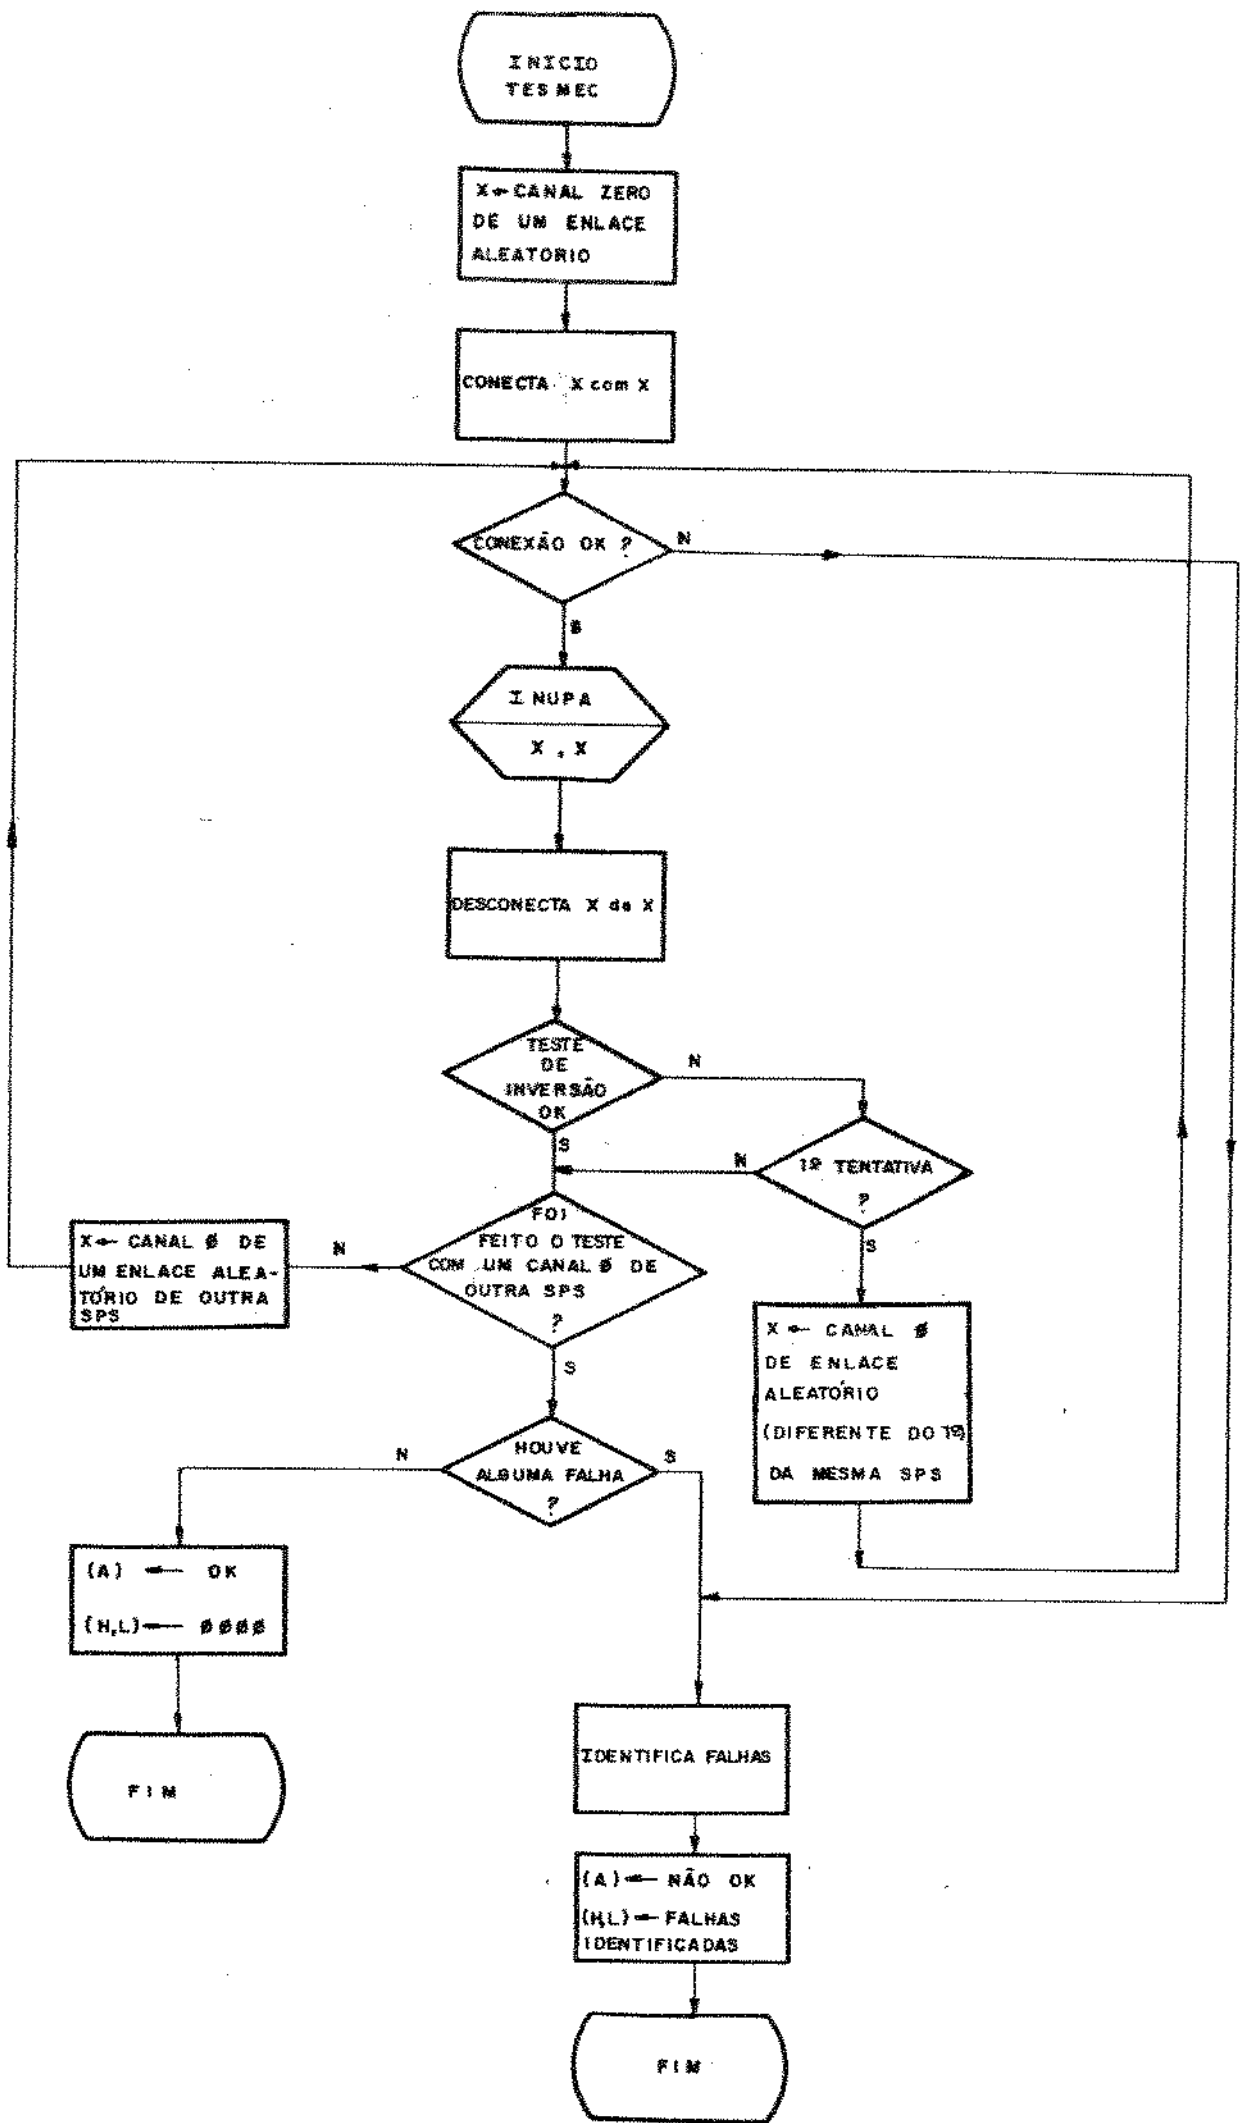 INICIO
TESMEC
X ← CANAL ZERO
DE UM ENLACE
ALEATORIO
CONECTA X com X
CONEXÃO OK ?
N
S
INUPA
X , X
DESCONECTA X de X
TESTE
DE
INVERSÃO
OK
N
S
1ª TENTATIVA
?
N
S
FOI
FEITO O TESTE
COM UM CANAL Ø DE
OUTRA SPS
?
N
X ← CANAL Ø DE
UM ENLACE ALEA-
TÓRIO DE OUTRA
SPS
S
X ← CANAL Ø
DE ENLACE
ALEATÓRIO
(DIFERENTE DO 1º)
DA MESMA SPS
HOUVE
ALGUMA FALHA
?
N
S
(A) ← OK
(H,L) ← ØØØØ
FIM
IDENTIFICA FALHAS
(A) ← NÃO OK
(H,L) ← FALHAS
IDENTIFICADAS
FIM